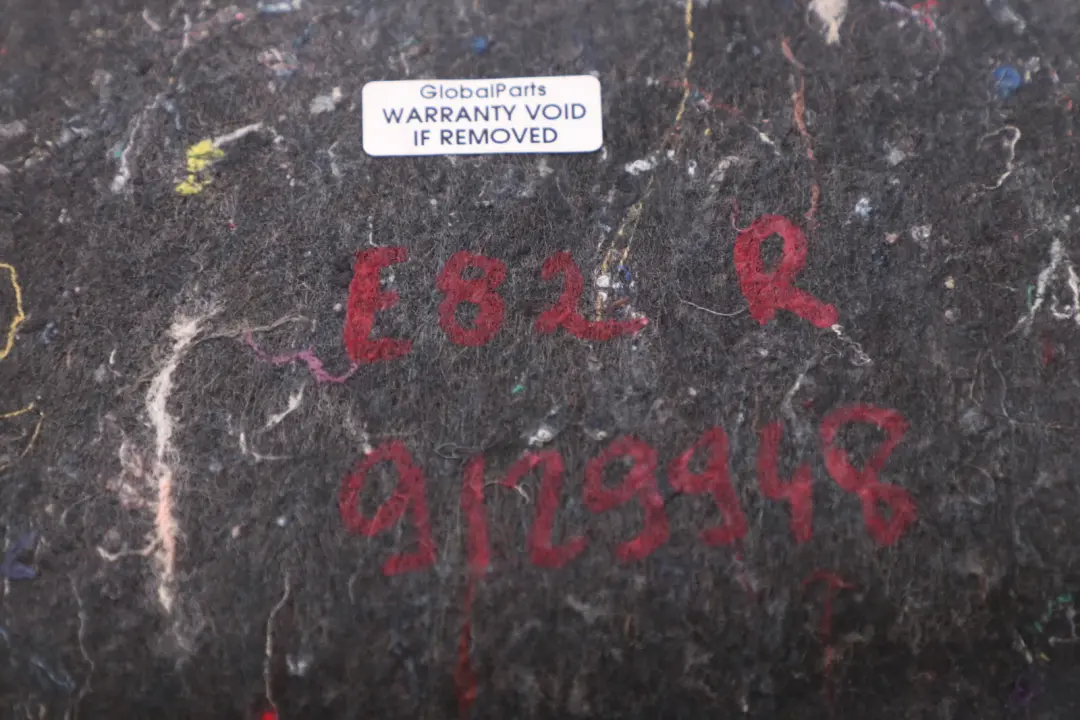 GlobalParts
WARRANTY VOID
IF REMOVED
E82 R
9129948